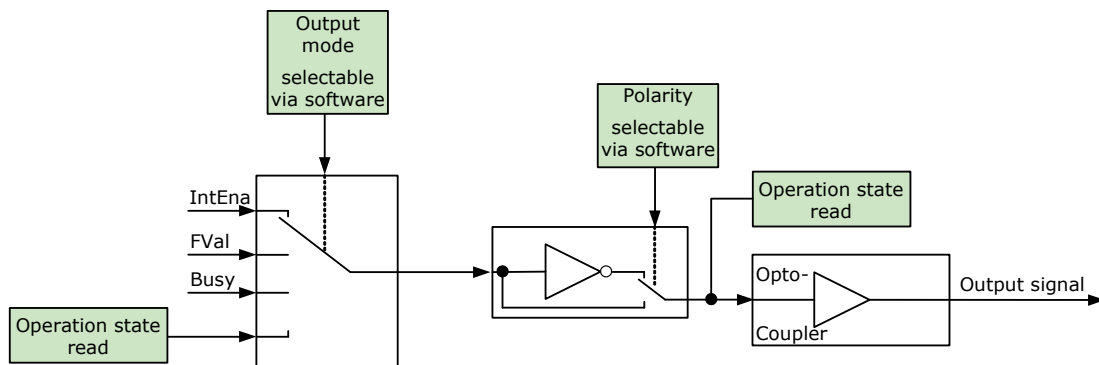 Output
mode
selectable
via software
Polarity
selectable
via software
IntEna
FVal
Busy
Operation state
read
Operation state
read
Opto-
Coupler
Output signal